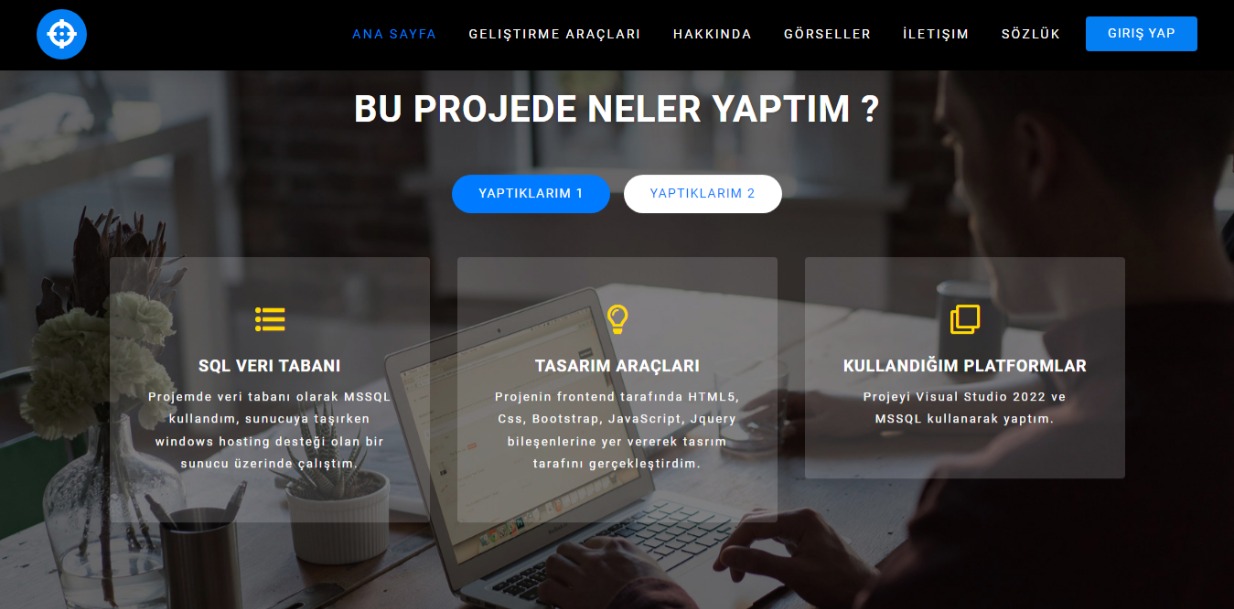 ANA SAYFA GELIŞTIRME ARAÇLARI HAKKINDA GÖRSELLER İLETIŞIM SÖZLÜK GIRIŞ YAP
BU PROJEDE NELER YAPTIM ?
YAPTIKLARIM 1 YAPTIKLARIM 2
SQL VERI TABANI
Projemde veri tabanı olarak MSSQL
kullandım, sunucuya taşırken
windows hosting desteği olan bir
sunucu üzerinde çalıştım.
TASARIM ARAÇLARI
Projenin frontend tarafında HTML5,
Css, Bootstrap, JavaScript, Jquery
bileşenlerine yer vererek tasrım
tarafını gerçekleştirdim.
KULLANDIĞIM PLATFORMLAR
Projeyi Visual Studio 2022 ve
MSSQL kullanarak yaptım.